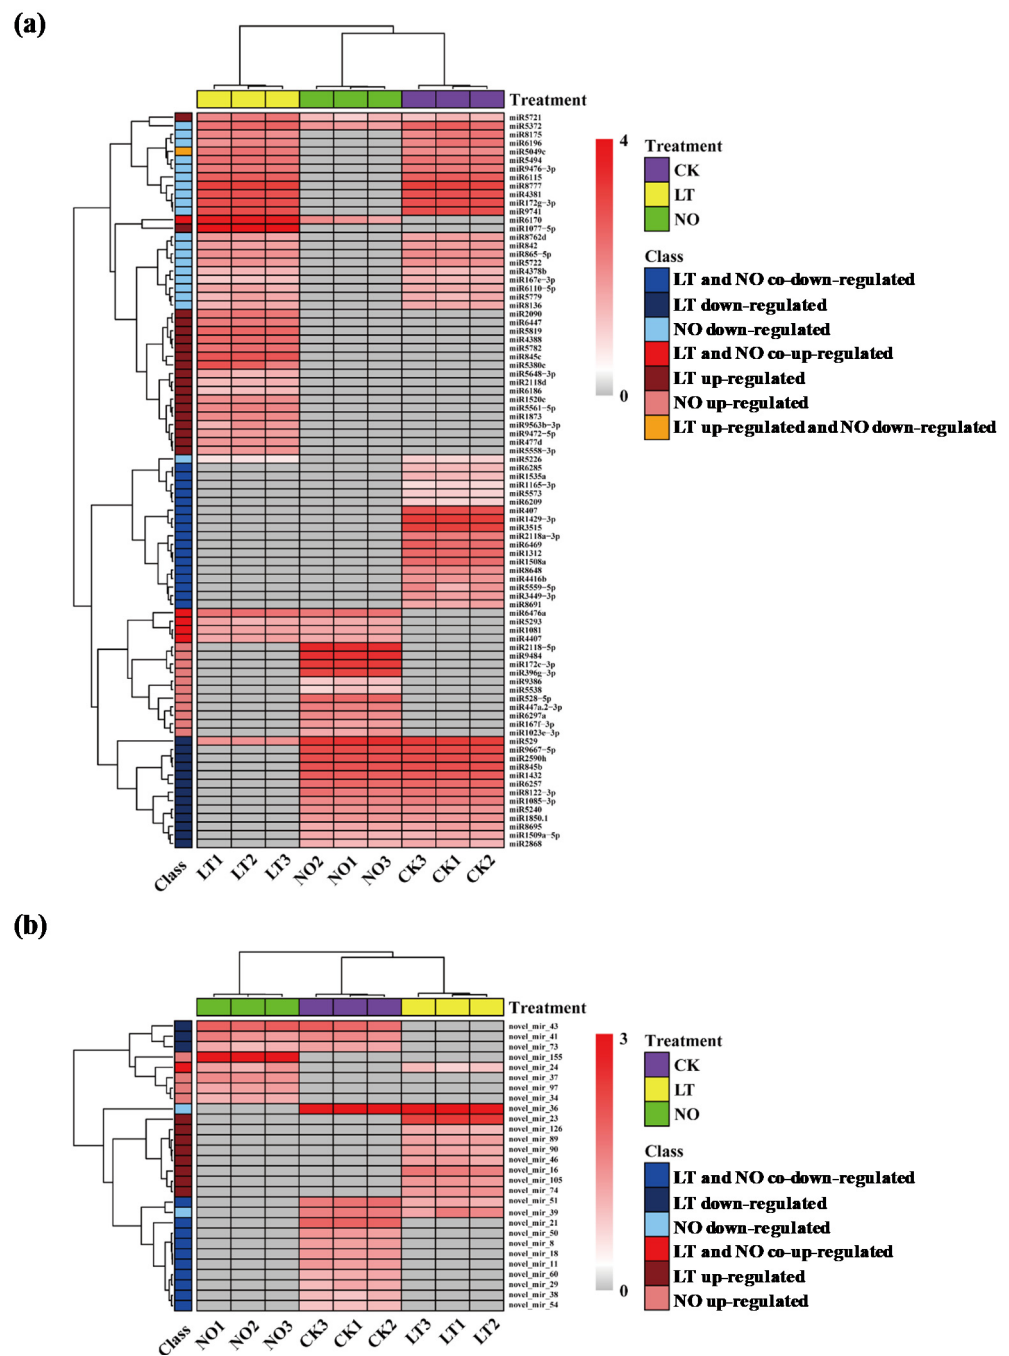 (a)
Treatment
miR5721
miR5372
miR8175
miR6196
miR5049c
miR5494
miR9476-3p
miR6115
miR8777
miR4381
miR172g-3p
miR9741
miR6170
miR1077-5p
miR8762d
miR842
miR865-5p
miR5722
miR4378b
miR167e-3p
miR6110-5p
miR5779
miR8136
miR2090
miR6447
miR5819
miR4388
miR5782
miR845c
miR5380c
miR5648-3p
miR2118d
miR6186
miR1520c
miR5561-5p
miR1873
miR9563b-3p
miR9472-5p
miR477d
miR5558-3p
miR5226
miR6285
miR1535a
miR1165-3p
miR5573
miR6209
miR407
miR1429-3p
miR3515
miR2118a-3p
miR6469
miR1312
miR1508a
miR8648
miR4416b
miR5559-5p
miR3449-3p
miR8691
miR6476a
miR5293
miR1081
miR4407
miR2118-5p
miR9484
miR172c-3p
miR396g-3p
miR9386
miR5538
miR528-5p
miR447a.2-3p
miR6297a
miR167f-3p
miR1023e-3p
miR529
miR9667-5p
miR2590h
miR845b
miR1432
miR6257
miR8122-3p
miR1085-3p
miR5240
miR1850.1
miR8695
miR1509a-5p
miR2868
Class
LT1
LT2
LT3
NO2
NO1
NO3
CK3
CK1
CK2
4
0
Treatment
CK
LT
NO
Class
LT and NO co-down-regulated
LT down-regulated
NO down-regulated
LT and NO co-up-regulated
LT up-regulated
NO up-regulated
LT up-regulated and NO down-regulated
(b)
Treatment
novel_mir_43
novel_mir_41
novel_mir_73
novel_mir_155
novel_mir_24
novel_mir_37
novel_mir_97
novel_mir_34
novel_mir_36
novel_mir_23
novel_mir_126
novel_mir_89
novel_mir_90
novel_mir_46
novel_mir_16
novel_mir_105
novel_mir_74
novel_mir_51
novel_mir_39
novel_mir_21
novel_mir_50
novel_mir_8
novel_mir_18
novel_mir_11
novel_mir_60
novel_mir_29
novel_mir_38
novel_mir_54
Class
NO1
NO2
NO3
CK3
CK1
CK2
LT3
LT1
LT2
3
0
Treatment
CK
LT
NO
Class
LT and NO co-down-regulated
LT down-regulated
NO down-regulated
LT and NO co-up-regulated
LT up-regulated
NO up-regulated